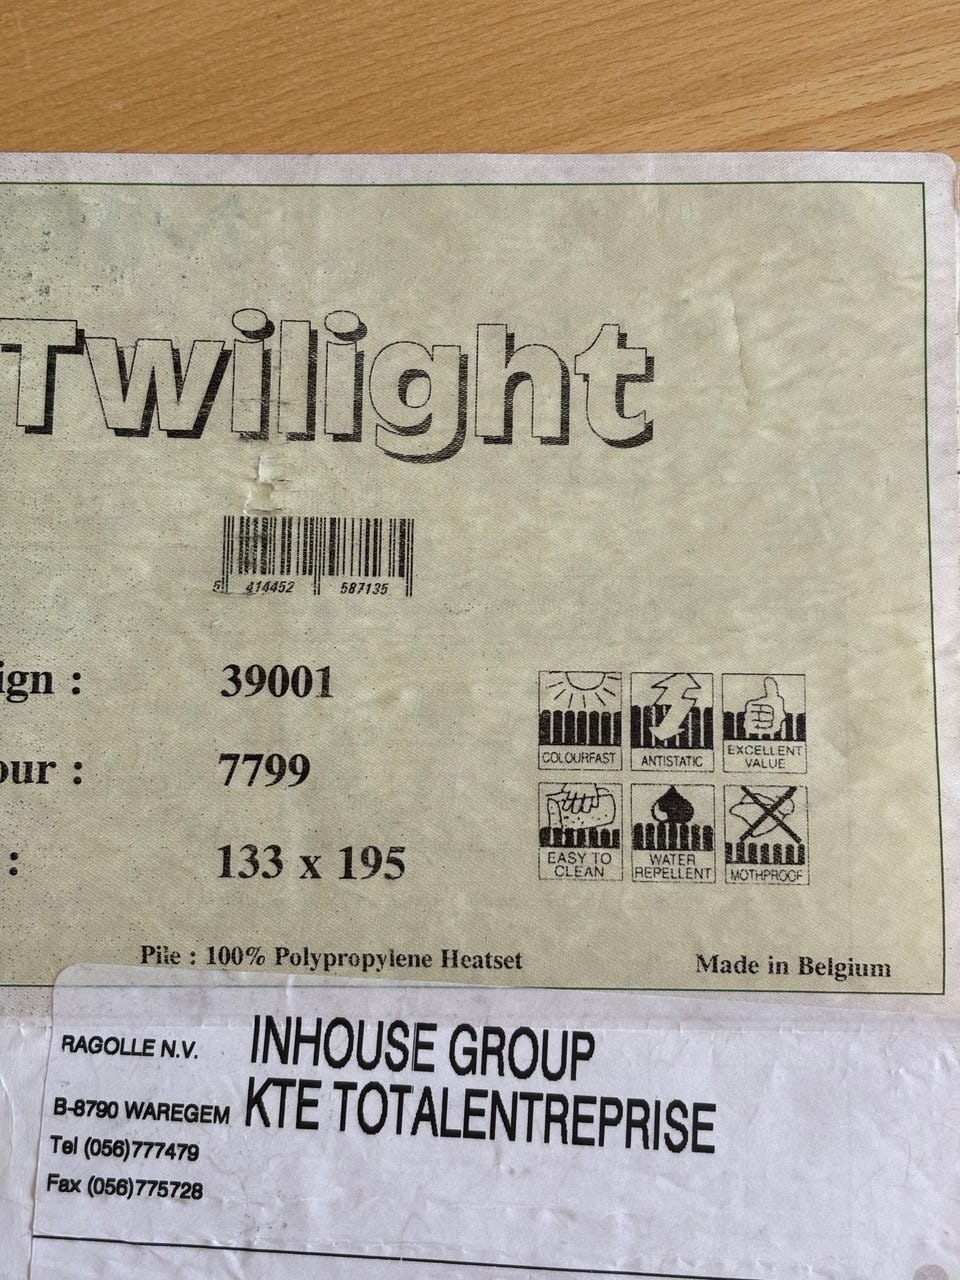 Twilight
5 414452 587135
ign : 39001
our : 7799
: 133 x 195
COLOURFAST
ANTISTATIC
EXCELLENT
VALUE
EASY TO
CLEAN
WATER
REPELLENT
MOTHPROOF
Pile : 100% Polypropylene Heatset
Made in Belgium
RAGOLLE N.V.
INHOUSE GROUP
B-8790 WAREGEM
KTE TOTALENTREPRISE
Tel (056)777479
Fax (056)775728